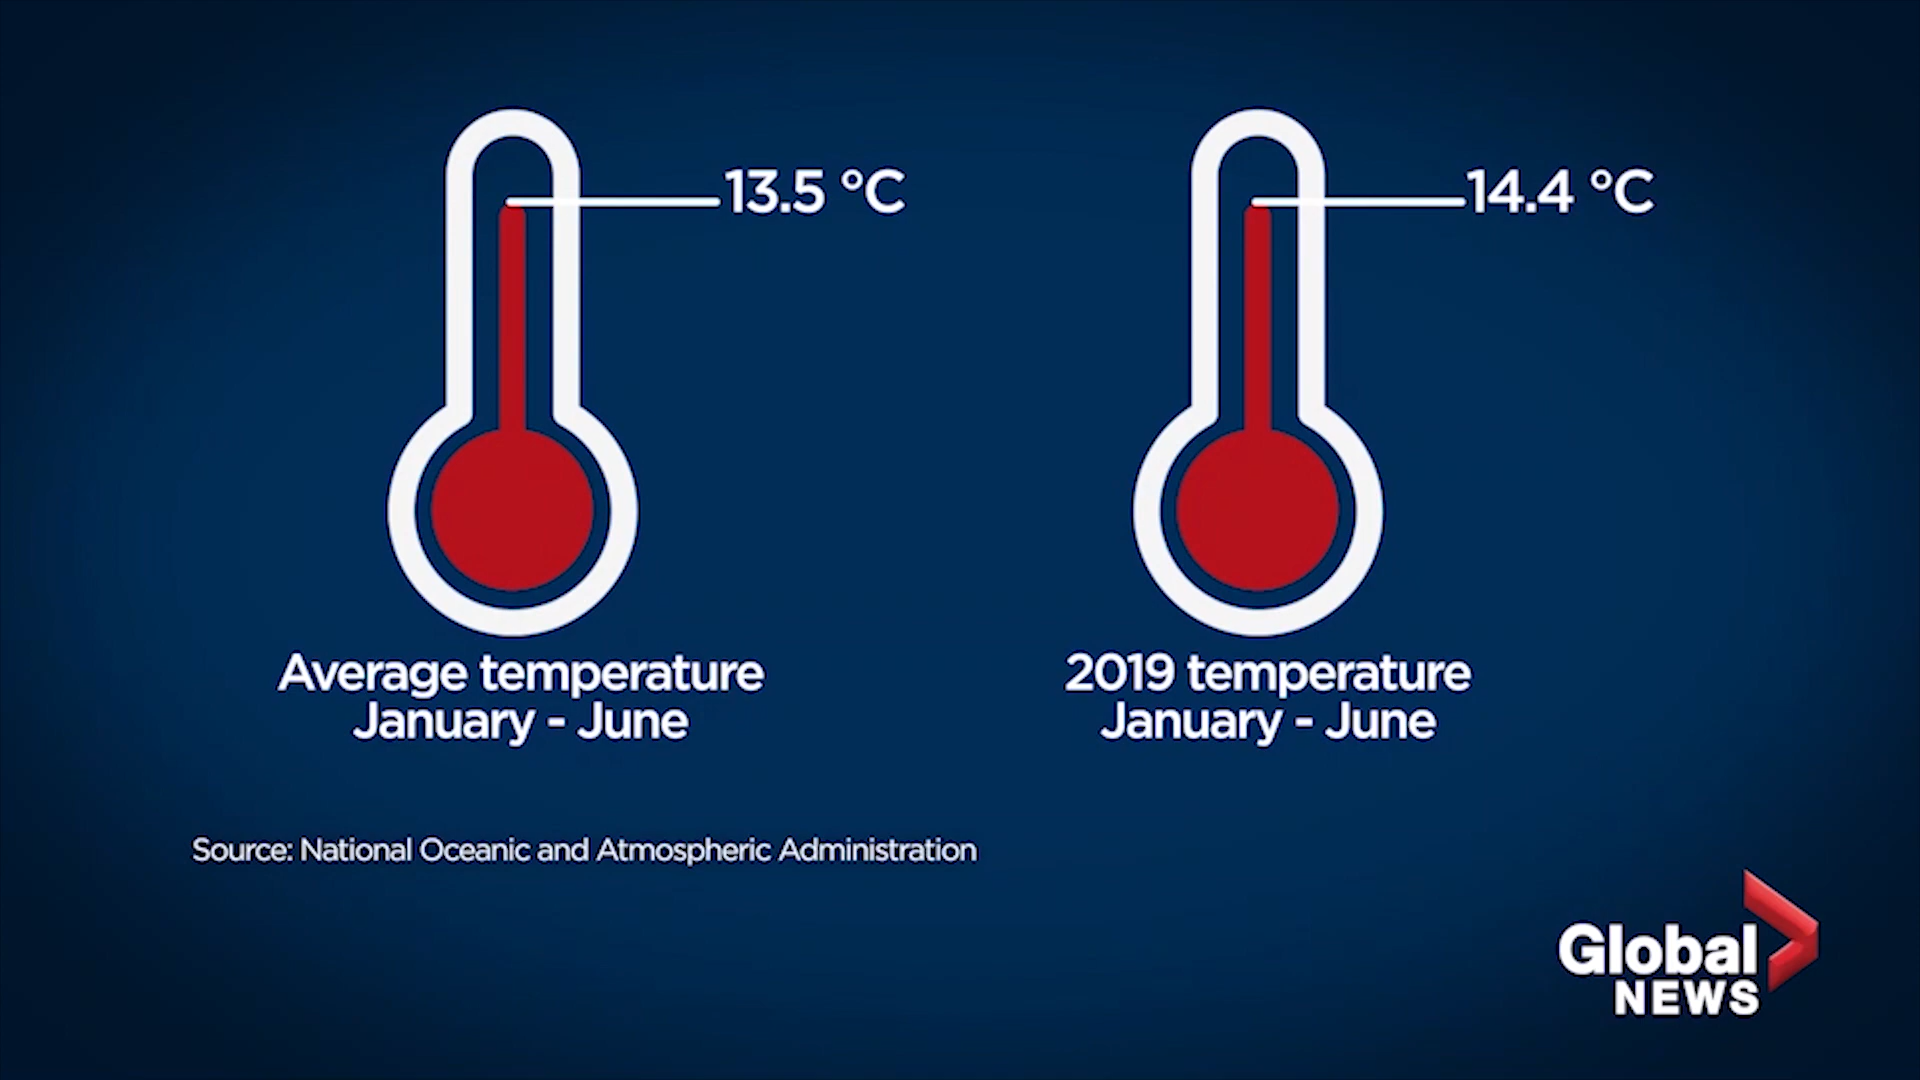 13.5 °C
14.4 °C
Average temperature
January - June
2019 temperature
January - June
Source: National Oceanic and Atmospheric Administration
Global
NEWS